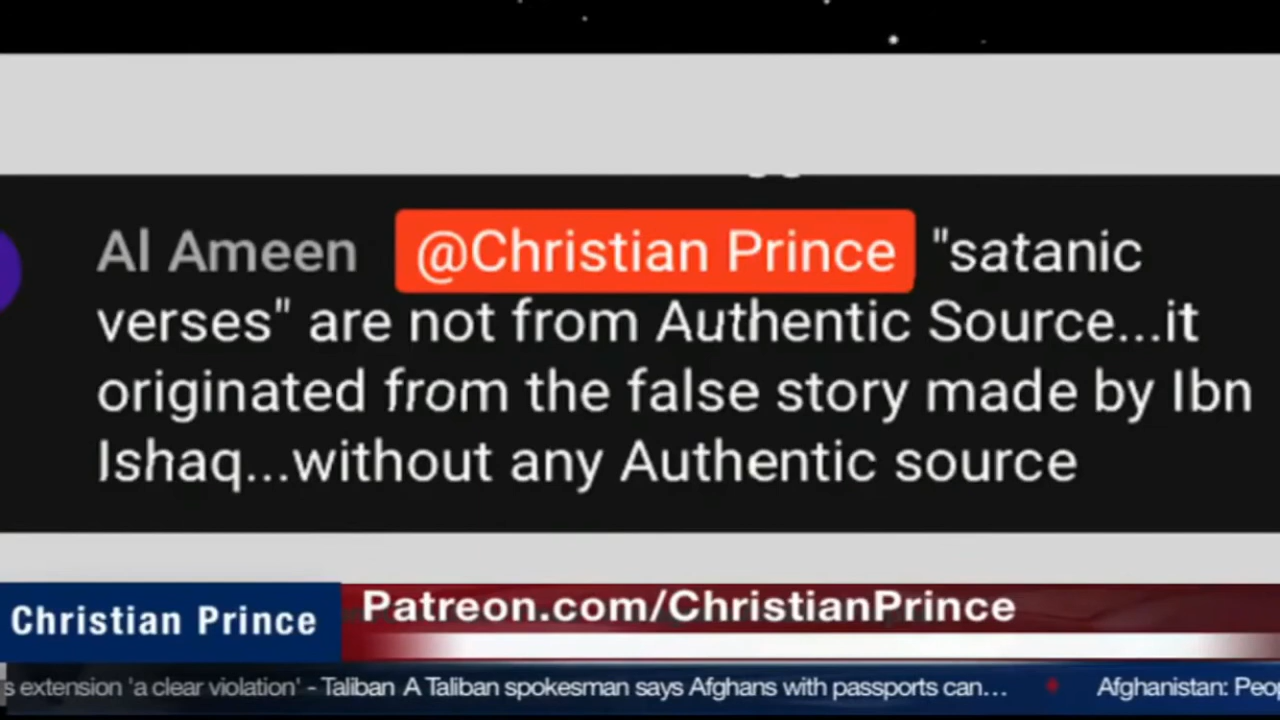 Al Ameen @Christian Prince "satanic
verses" are not from Authentic Source...it
originated from the false story made by Ibn
Ishaq...without any Authentic source
Christian Prince
Patreon.com/ChristianPrince
s extension 'a clear violation' - Taliban A Taliban spokesman says Afghans with passports can... Afghanistan: Peop